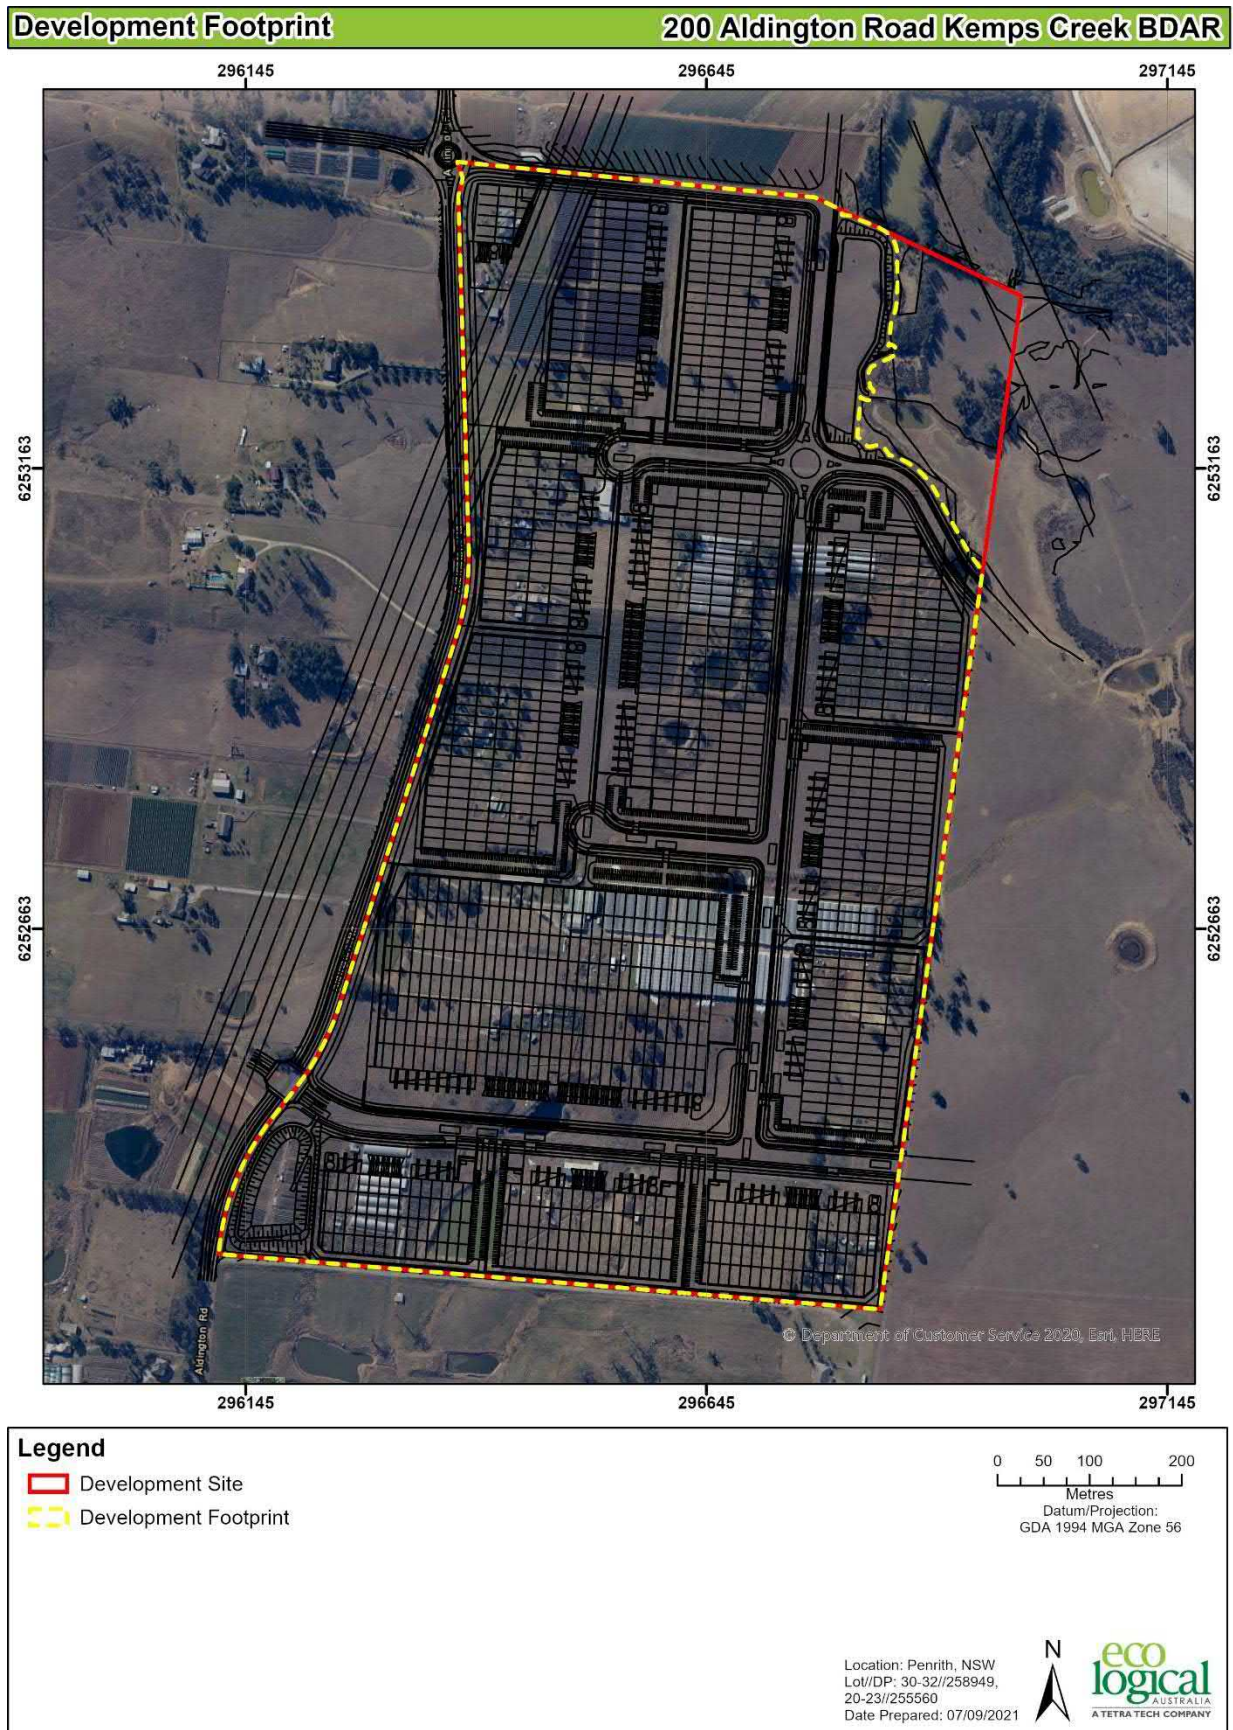 Development Footprint
200 Aldington Road Kemps Creek BDAR
296145
296645
297145
6253163
6253163
6252663
6252663
Aldington Rd
© Department of Customer Service 2020, Esri, HERE
296145
296645
297145
Legend
Development Site
Development Footprint
0 50 100 200
Metres
Datum/Projection:
GDA 1994 MGA Zone 56
Location: Penrith, NSW
Lot//DP: 30-32//258949,
20-23//255560
Date Prepared: 07/09/2021
N
eco
logical
AUSTRALIA
A TETRA TECH COMPANY